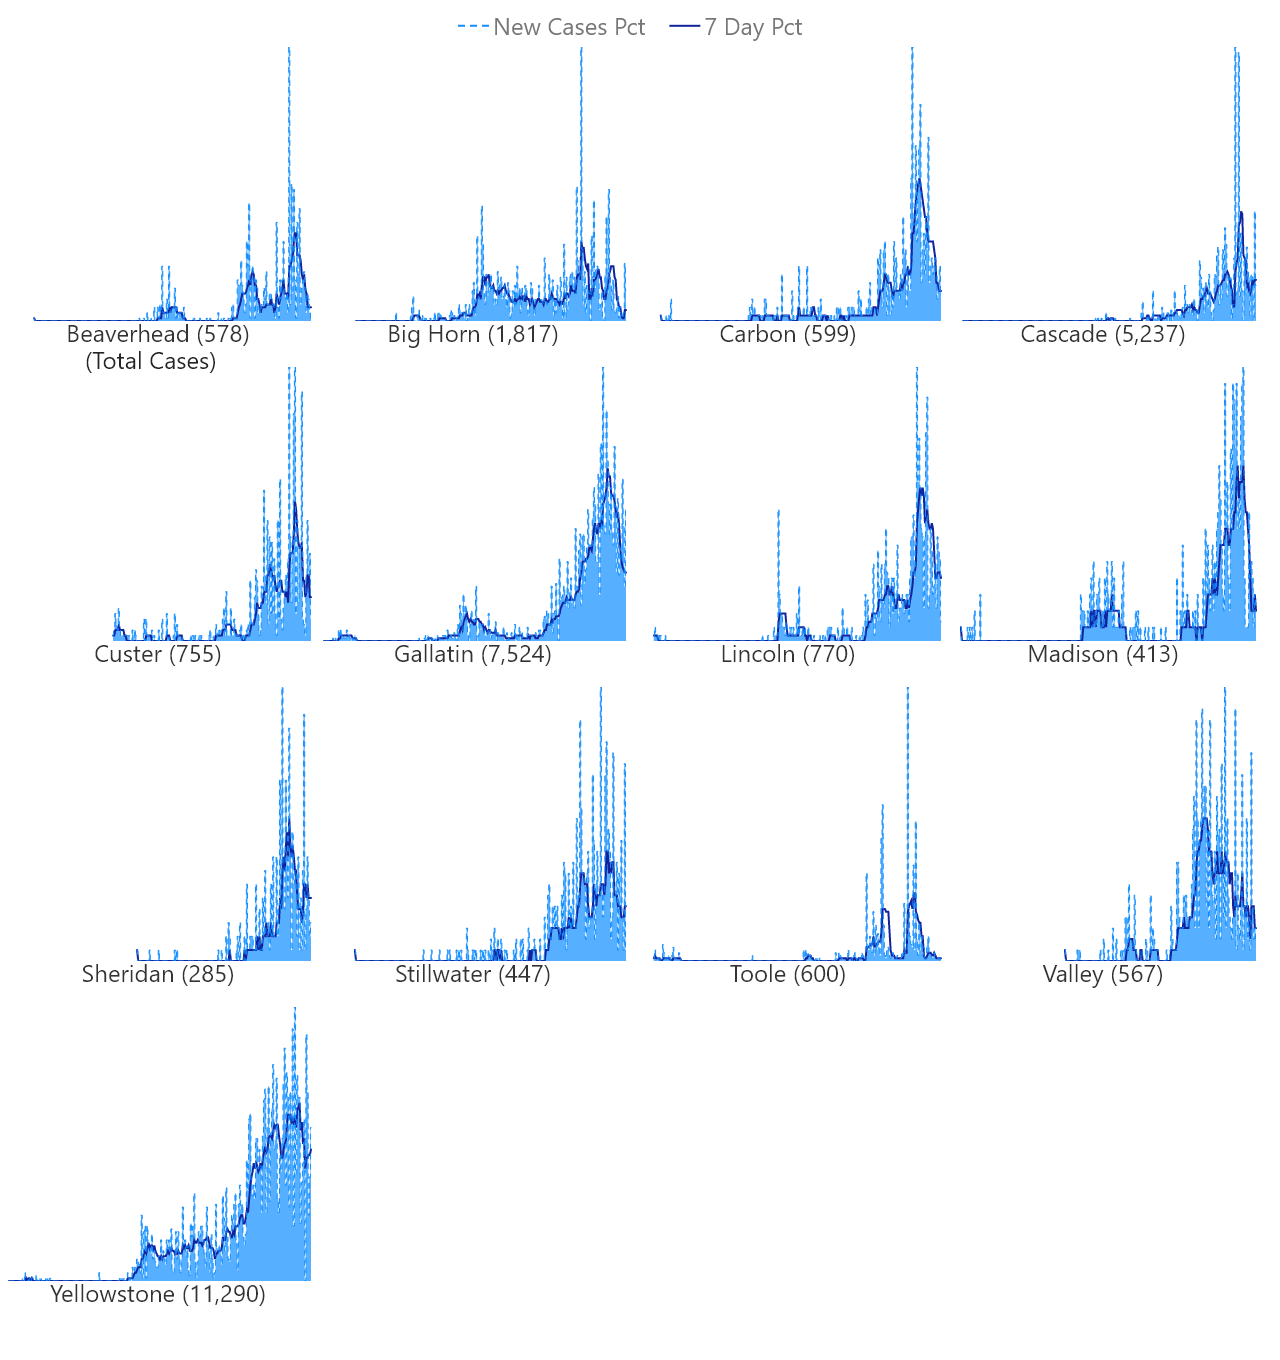 New Cases Pct 7 Day Pct
Beaverhead (578) Big Horn (1,817) Carbon (599) Cascade (5,237)
(Total Cases)
Custer (755) Gallatin (7,524) Lincoln (770) Madison (413)
Sheridan (285) Stillwater (447) Toole (600) Valley (567)
Yellowstone (11,290)